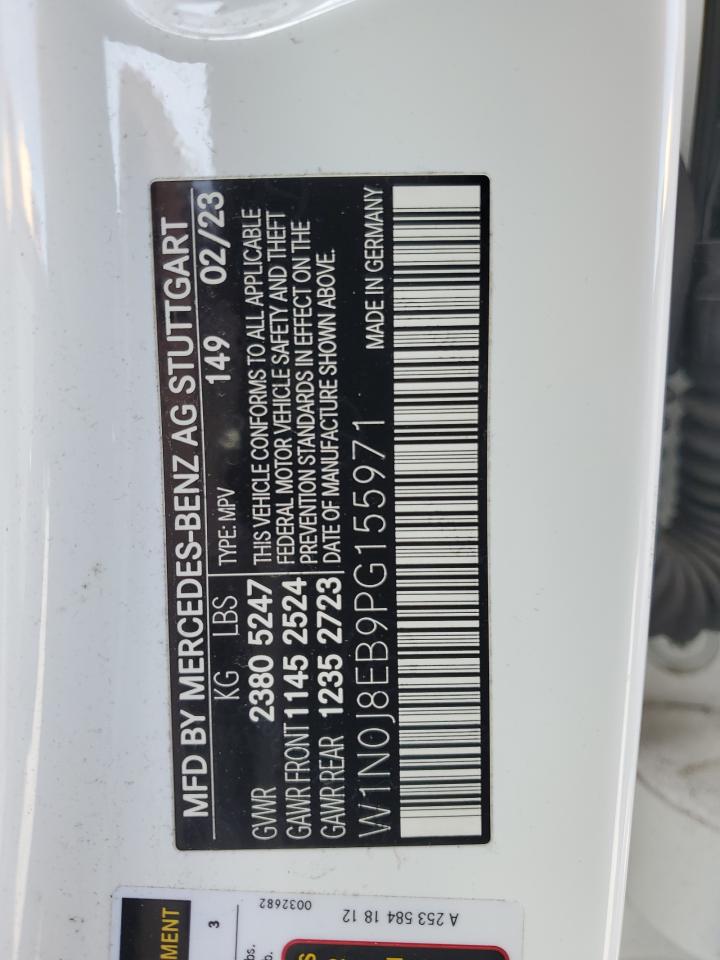 MFD BY MERCEDES-BENZ AG STUTTGART
KG LBS 149 02/23
TYPE: MPV
GVWR 2380 5247
GAWR FRONT 1145 2524
GAWR REAR 1235 2723
THIS VEHICLE CONFORMS TO ALL APPLICABLE
FEDERAL MOTOR VEHICLE SAFETY AND THEFT
PREVENTION STANDARDS IN EFFECT ON THE
DATE OF MANUFACTURE SHOWN ABOVE.
W1N0J8EB9PG155971
MADE IN GERMANY
MENT
3
0032682
bs.
A 253 584 18 12